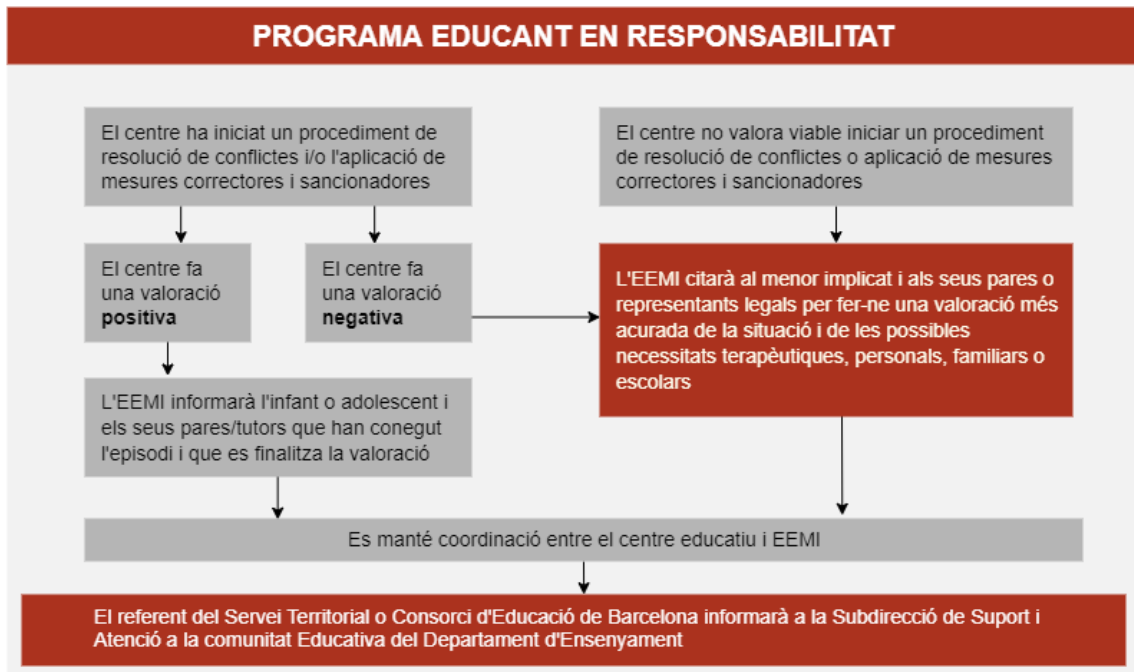 PROGRAMA EDUCANT EN RESPONSABILITAT
El centre ha iniciat un procediment de
resolució de conflictes i/o l'aplicació de
mesures correctores i sancionadores
El centre no valora viable iniciar un procediment
de resolució de conflictes o aplicació de mesures
correctores i sancionadores
El centre fa
una valoració
positiva
El centre fa
una valoració
negativa
L'EEMI citarà al menor implicat i als seus pares o
representants legals per fer-ne una valoració més
acurada de la situació i de les possibles
necessitats terapèutiques, personals, familiars o
escolars
L'EEMI informarà l'infant o adolescent i
els seus pares/tutors que han conegut
l'episodi i que es finalitza la valoració
Es manté coordinació entre el centre educatiu i EEMI
El referent del Servei Territorial o Consorci d'Educació de Barcelona informarà a la Subdirecció de Suport i
Atenció a la comunitat Educativa del Departament d'Ensenyament